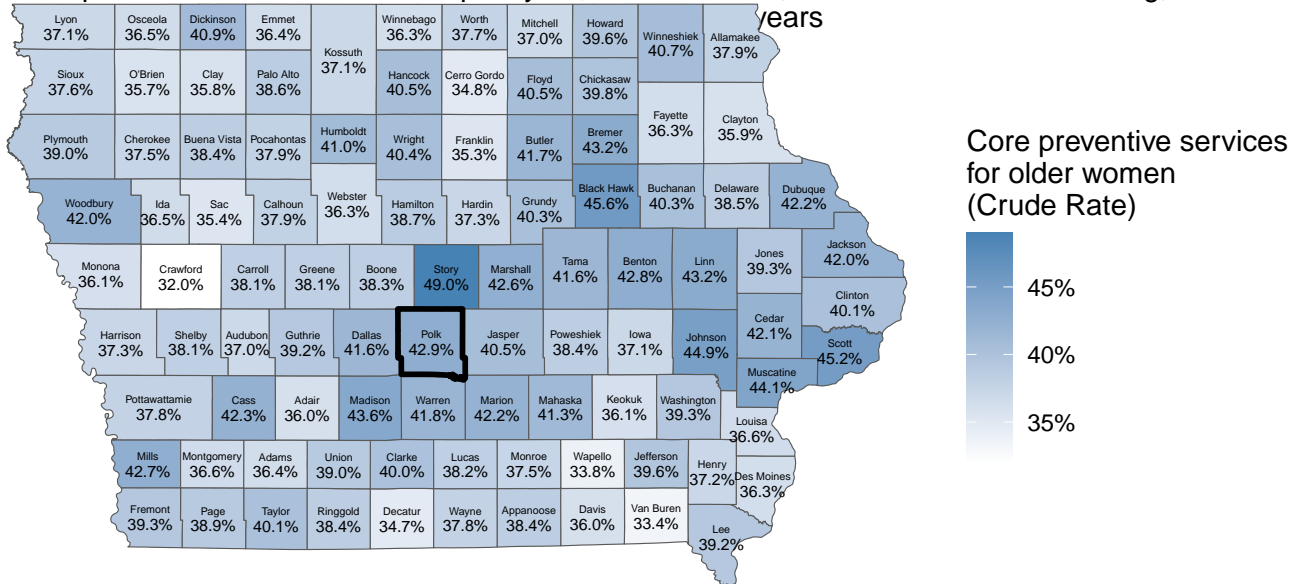 years
Lyon
37.1%
Osceola
36.5%
Dickinson
40.9%
Emmet
36.4%
Kossuth
37.1%
Winnebago
36.3%
Worth
37.7%
Mitchell
37.0%
Howard
39.6%
Winneshiek
40.7%
Allamakee
37.9%
Sioux
37.6%
O'Brien
35.7%
Clay
35.8%
Palo Alto
38.6%
Hancock
40.5%
Cerro Gordo
34.8%
Floyd
40.5%
Chickasaw
39.8%
Fayette
36.3%
Clayton
35.9%
Plymouth
39.0%
Cherokee
37.5%
Buena Vista
38.4%
Pocahontas
37.9%
Humboldt
41.0%
Wright
40.4%
Franklin
35.3%
Butler
41.7%
Bremer
43.2%
Woodbury
42.0%
Ida
36.5%
Sac
35.4%
Calhoun
37.9%
Webster
36.3%
Hamilton
38.7%
Hardin
37.3%
Grundy
40.3%
Black Hawk
45.6%
Buchanan
40.3%
Delaware
38.5%
Dubuque
42.2%
Monona
36.1%
Crawford
32.0%
Carroll
38.1%
Greene
38.1%
Boone
38.3%
Story
49.0%
Marshall
42.6%
Tama
41.6%
Benton
42.8%
Linn
43.2%
Jones
39.3%
Jackson
42.0%
Clinton
40.1%
Harrison
37.3%
Shelby
38.1%
Audubon
37.0%
Guthrie
39.2%
Dallas
41.6%
Polk
42.9%
Jasper
40.5%
Poweshiek
38.4%
Iowa
37.1%
Johnson
44.9%
Cedar
42.1%
Scott
45.2%
Muscatine
44.1%
Pottawattamie
37.8%
Cass
42.3%
Adair
36.0%
Madison
43.6%
Warren
41.8%
Marion
42.2%
Mahaska
41.3%
Keokuk
36.1%
Washington
39.3%
Louisa
36.6%
Mills
42.7%
Montgomery
36.6%
Adams
36.4%
Union
39.0%
Clarke
40.0%
Lucas
38.2%
Monroe
37.5%
Wapello
33.8%
Jefferson
39.6%
Henry
37.2%
Des Moines
36.3%
Fremont
39.3%
Page
38.9%
Taylor
40.1%
Ringgold
38.4%
Decatur
34.7%
Wayne
37.8%
Appanoose
38.4%
Davis
36.0%
Van Buren
33.4%
Lee
39.2%
Core preventive services
for older women
(Crude Rate)
45%
40%
35%